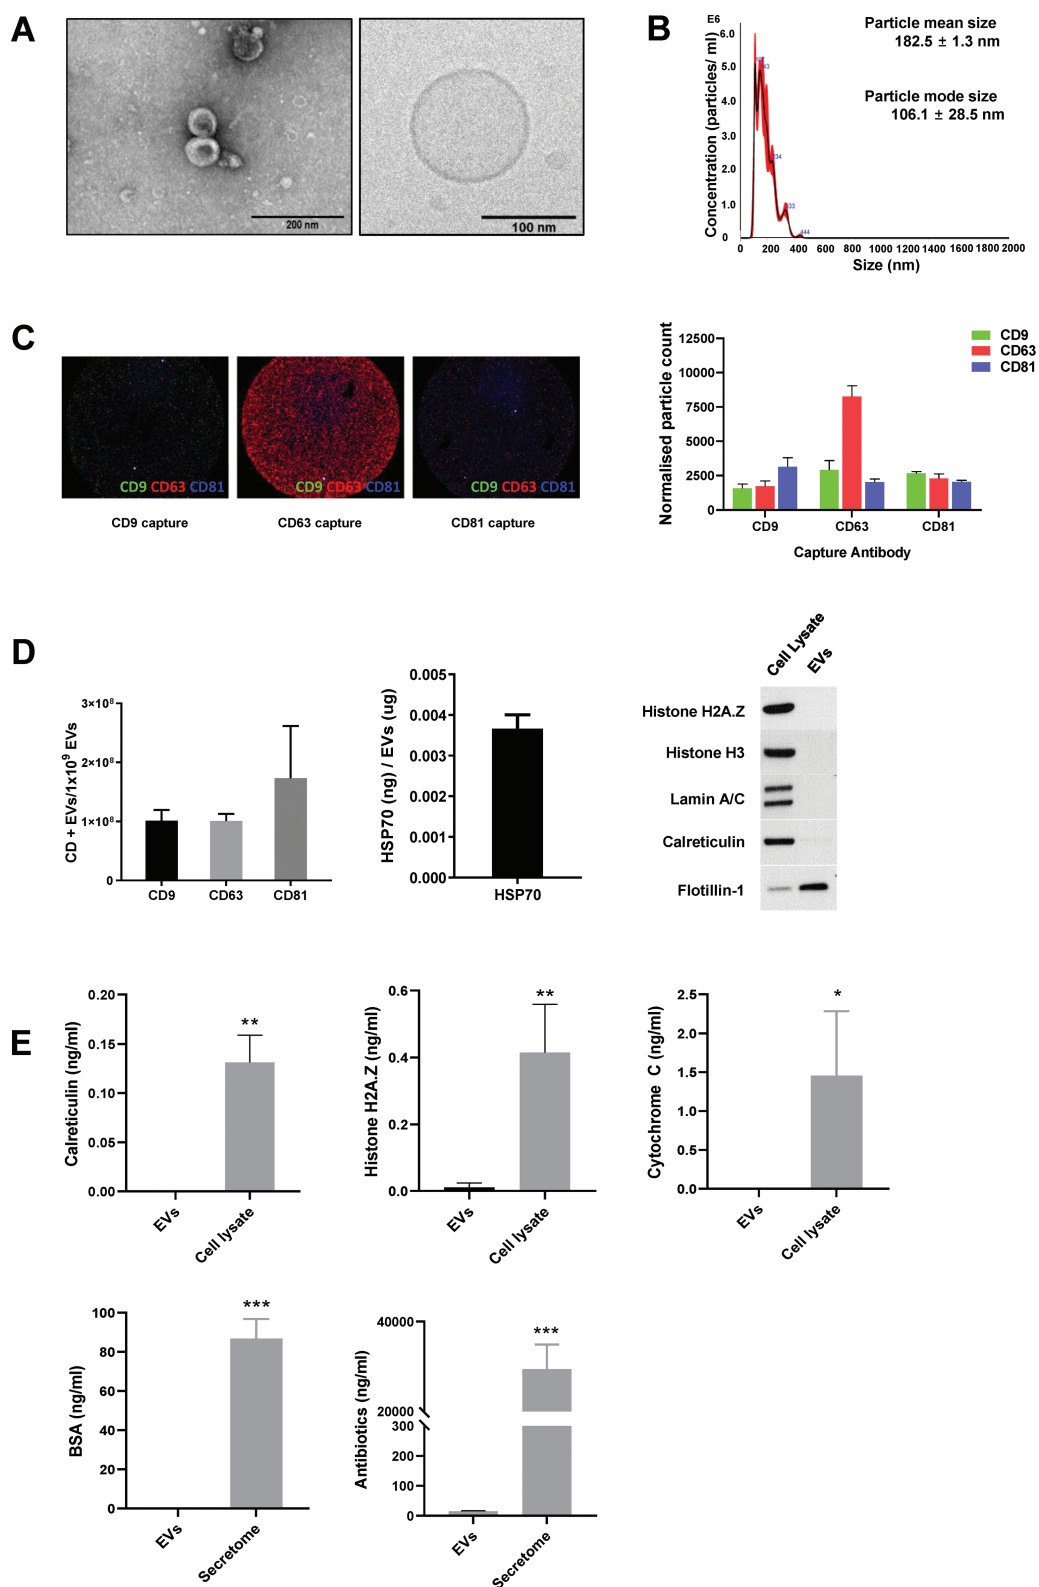 A
200 nm
100 nm
B
E6
Concentration (particles/ ml)
6.0
5.0
4.0
3.0
2.0
1.0
0
43
234
333
444
0 200 400 600 800 1000 1200 1400 1600 1800 2000
Size (nm)
Particle mean size
182.5 ± 1.3 nm
Particle mode size
106.1 ± 28.5 nm
C
CD9 CD63 CD81
CD9 CD63 CD81
CD9 CD63 CD81
CD9 capture
CD63 capture
CD81 capture
Normalised particle count
12500
10000
7500
5000
2500
0
CD9
CD63
CD81
CD9
CD63
CD81
Capture Antibody
D
CD + EVs/1x10⁹ EVs
3×10⁸
2×10⁸
1×10⁸
0
CD9
CD63
CD81
HSP70 (ng) / EVs (ug)
0.005
0.004
0.003
0.002
0.001
0.000
HSP70
Cell Lysate
EVs
Histone H2A.Z
Histone H3
Lamin A/C
Calreticulin
Flotillin-1
E
Calreticulin (ng/ml)
0.20
0.15
0.10
0.05
0.00
**
EVs
Cell lysate
Histone H2A.Z (ng/ml)
0.6
0.4
0.2
0.0
**
EVs
Cell lysate
Cytochrome C (ng/ml)
2.5
2.0
1.5
1.0
0.5
0.0
*
EVs
Cell lysate
BSA (ng/ml)
100
80
60
40
20
0
***
EVs
Secretome
Antibiotics (ng/ml)
40000
20000
300
200
100
0
***
EVs
Secretome